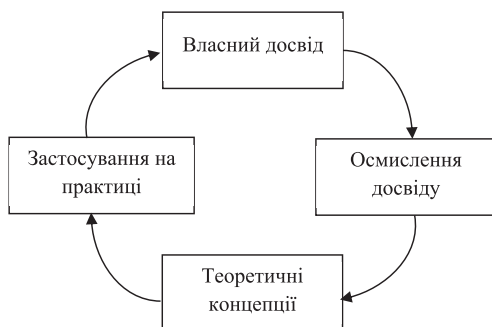 Власний досвід
Застосування на
практиці
Осмислення
досвіду
Теоретичні
концепції